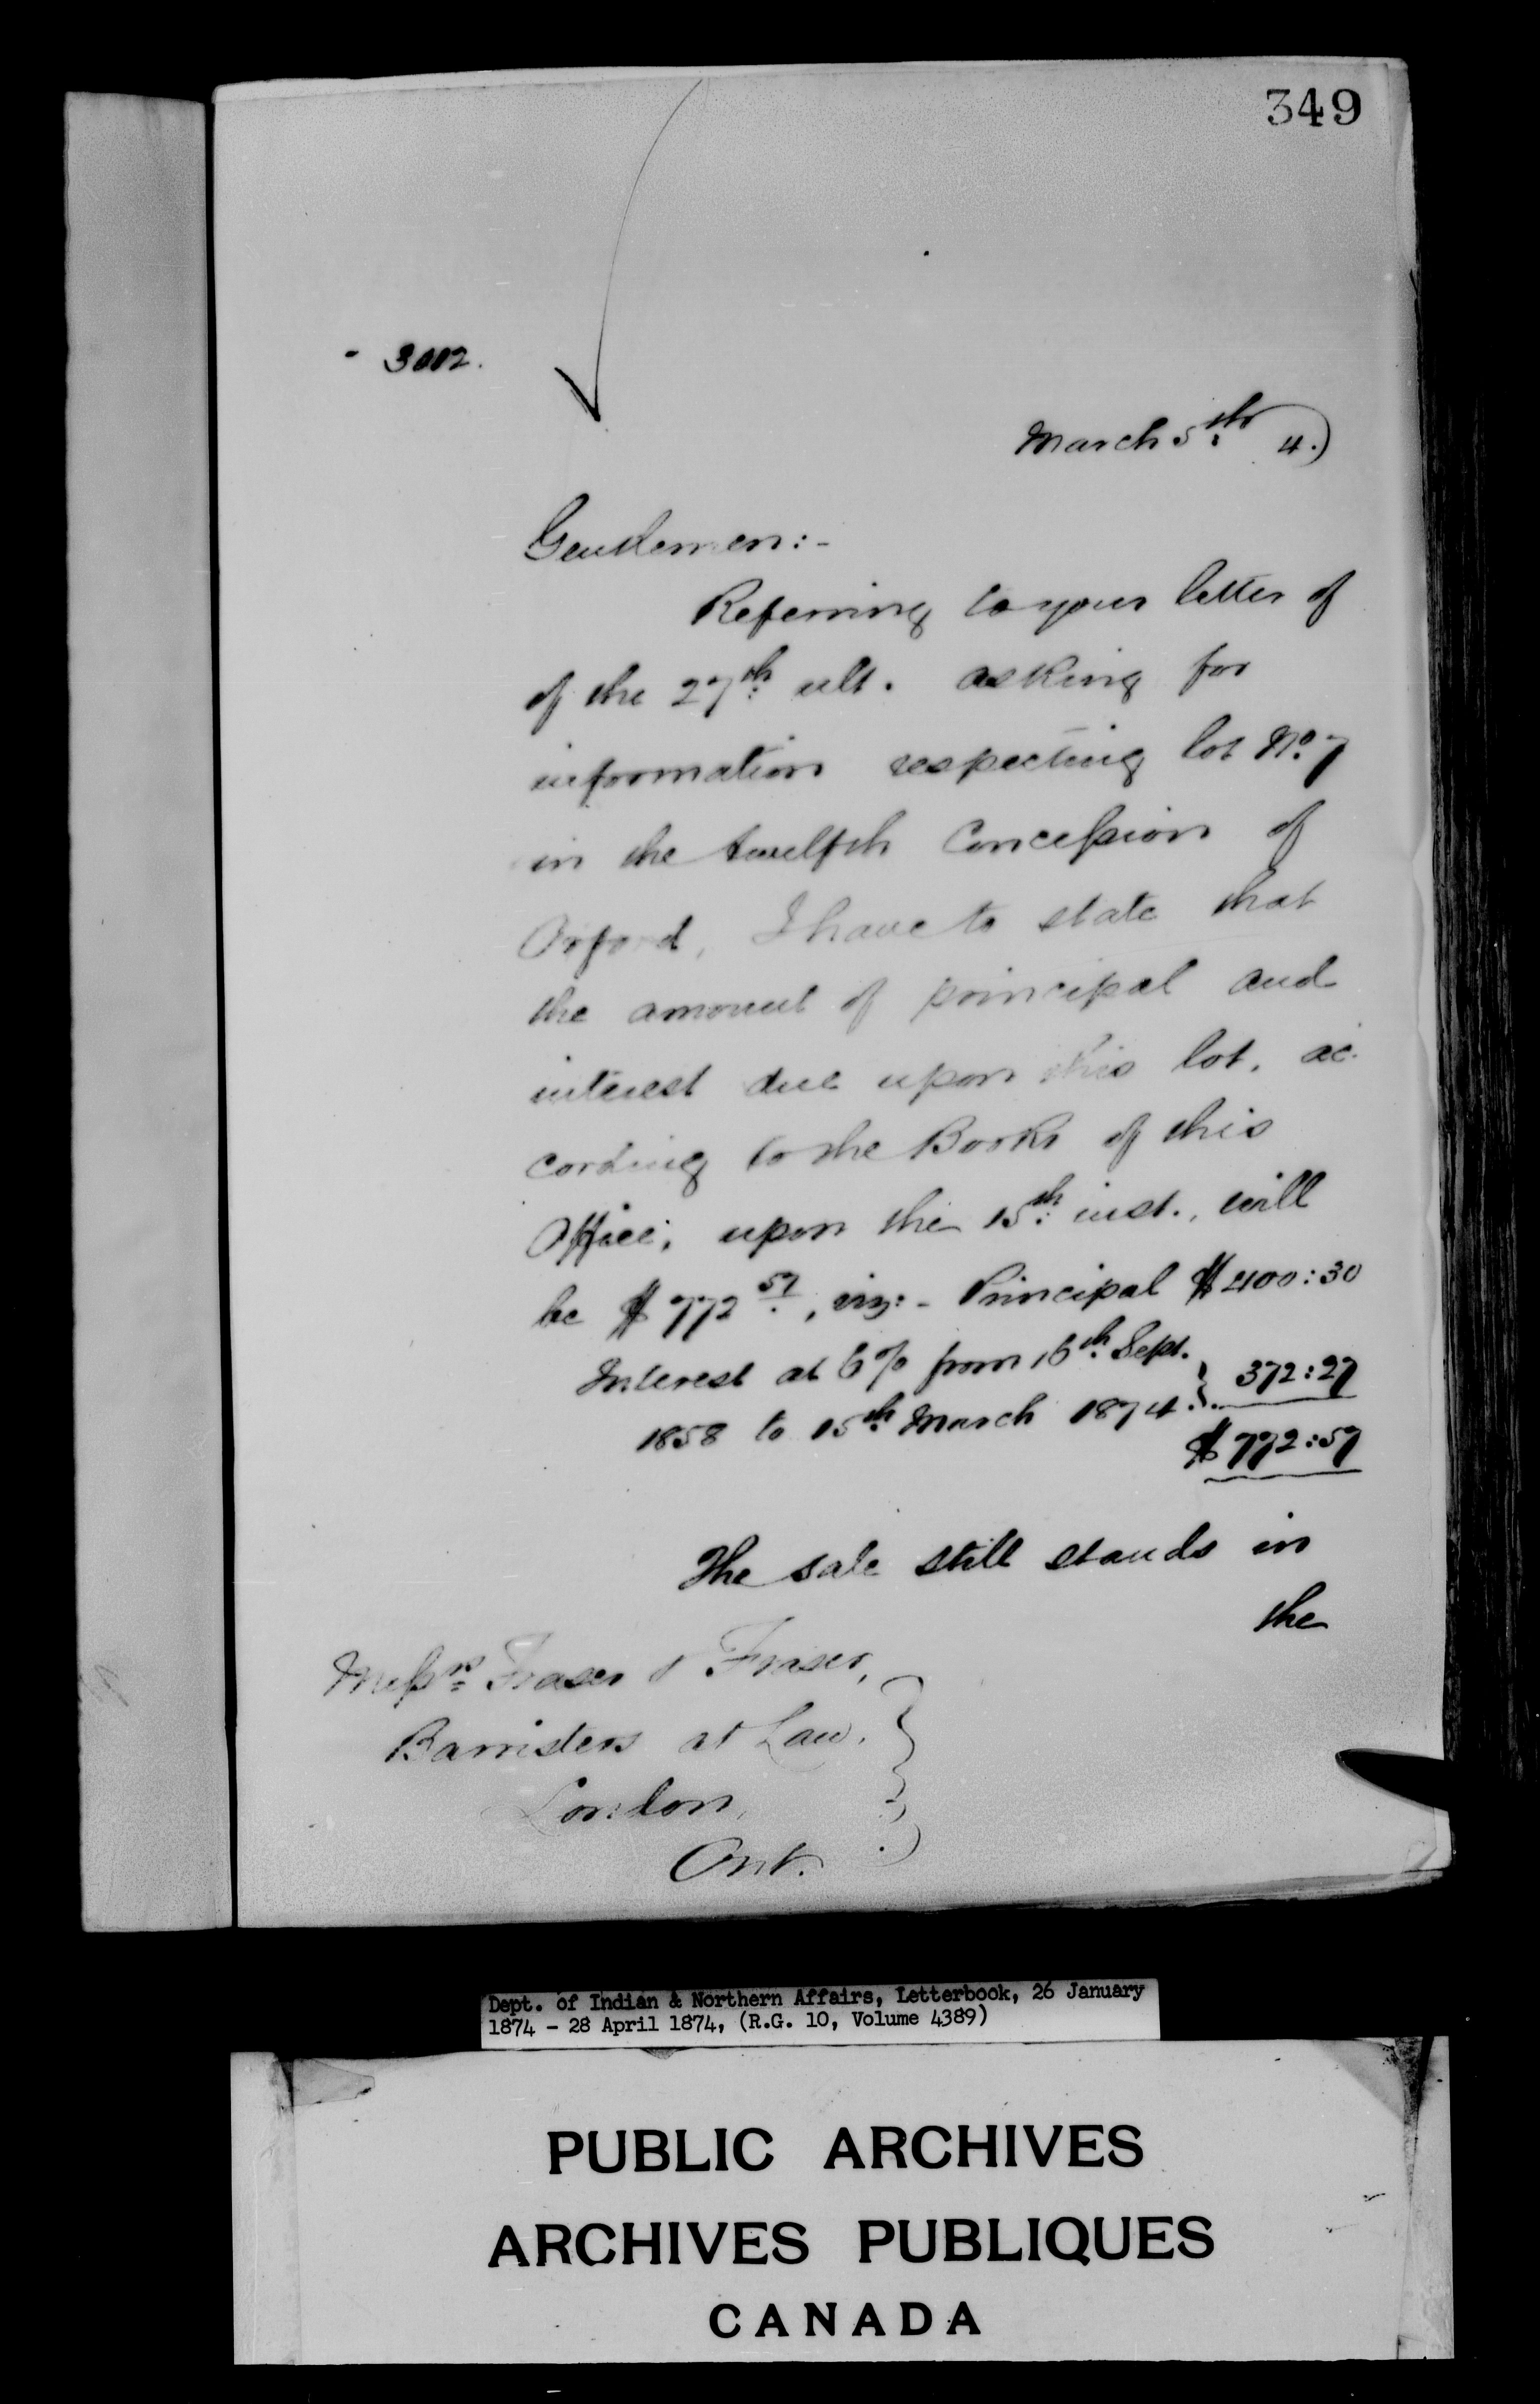 349
3002.
March 5th 4.)
Gentlemen:-
Referring to your letter of
of the 27th ult. asking for
information respecting lot No. 7
in the twelfth Concession of
Orford, I have to state that
the amount of principal and
interest due upon this lot, ac-
cording to the Books of this
Office, upon the 15th inst., will
be $772 57, viz:- Principal $400:30
Interest at 6% from 16th Sept.
1858 to 15th March 1874. } 372:27
$772:57
The sale still stands in
the
Messrs Fraser & Fraser,
Barristers at Law,
London,
Ont.
Dept. of Indian & Northern Affairs, Letterbook, 26 January
1874 - 28 April 1874, (R.G. 10, Volume 4389)
PUBLIC ARCHIVES
ARCHIVES PUBLIQUES
CANADA